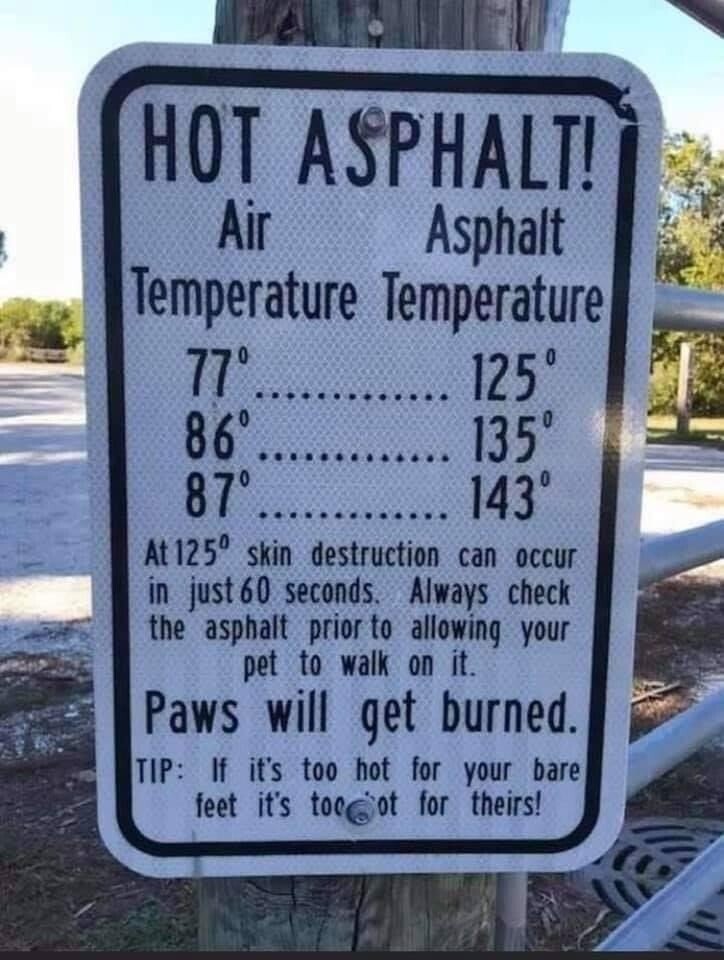 HOT ASPHALT!
Air Asphalt
Temperature Temperature
77°.............. 125°
86°.............. 135°
87°.............. 143°
At 125° skin destruction can occur
in just 60 seconds. Always check
the asphalt prior to allowing your
pet to walk on it.
Paws will get burned.
TIP: If it's too hot for your bare
feet it's too hot for theirs!